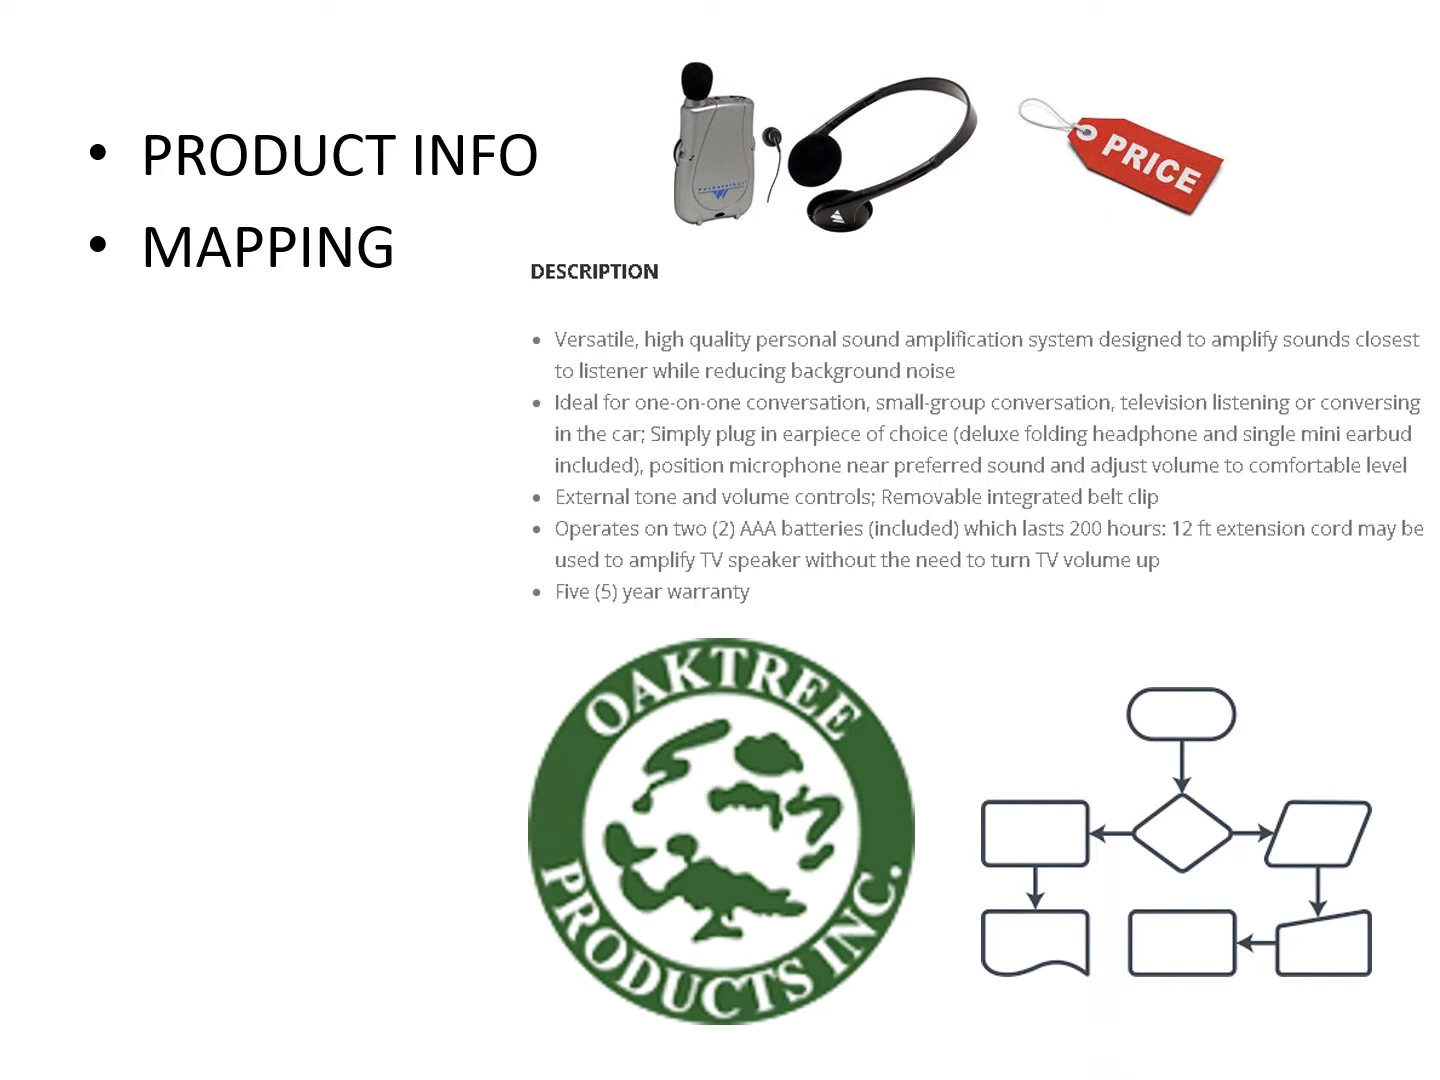 • PRODUCT INFO
• MAPPING
Pocketalker
PRICE
DESCRIPTION
• Versatile, high quality personal sound amplification system designed to amplify sounds closest
to listener while reducing background noise
• Ideal for one-on-one conversation, small-group conversation, television listening or conversing
in the car; Simply plug in earpiece of choice (deluxe folding headphone and single mini earbud
included), position microphone near preferred sound and adjust volume to comfortable level
• External tone and volume controls; Removable integrated belt clip
• Operates on two (2) AAA batteries (included) which lasts 200 hours: 12 ft extension cord may be
used to amplify TV speaker without the need to turn TV volume up
• Five (5) year warranty
OAKTREE
PRODUCTS INC.